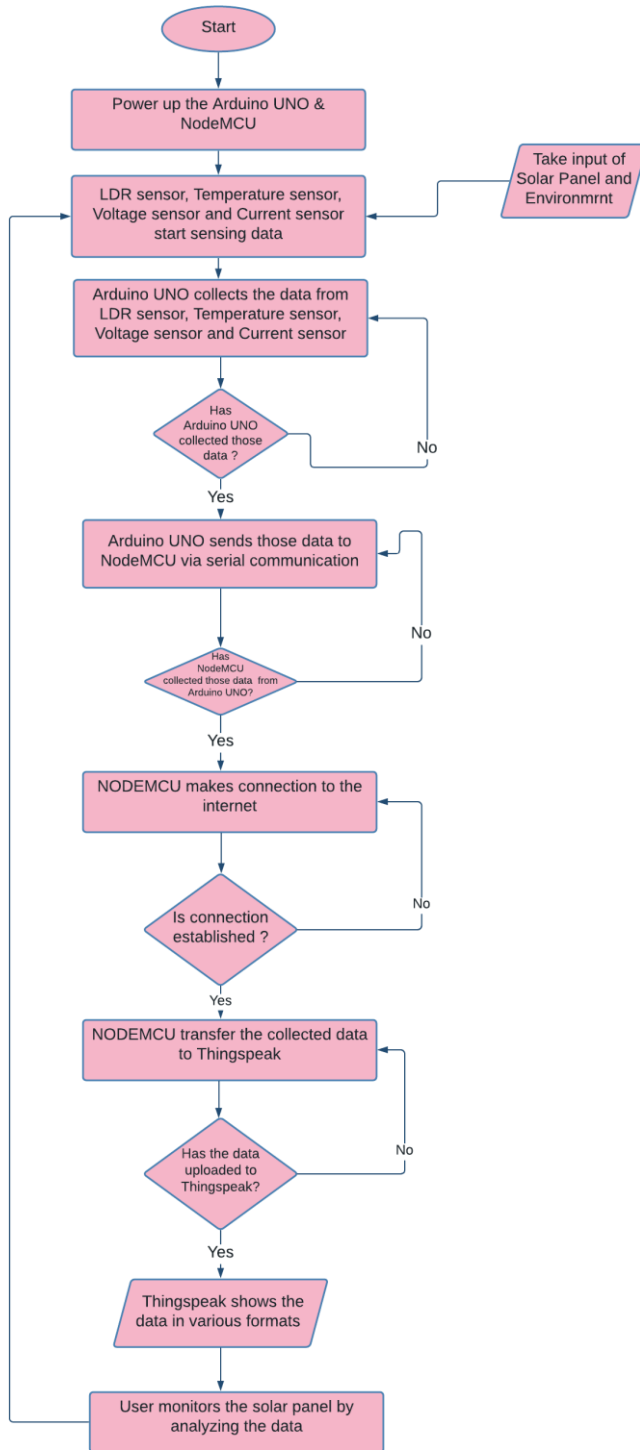 Start
Power up the Arduino UNO &
NodeMCU
Take input of
Solar Panel and
Environmrnt
LDR sensor, Temperature sensor,
Voltage sensor and Current sensor
start sensing data
Arduino UNO collects the data from
LDR sensor, Temperature sensor,
Voltage sensor and Current sensor
Has
Arduino UNO
collected those
data ?
No
Yes
Arduino UNO sends those data to
NodeMCU via serial communication
No
Has
NodeMCU
collected those data from
Arduino UNO?
Yes
NODEMCU makes connection to the
internet
No
Is connection
established ?
Yes
NODEMCU transfer the collected data
to Thingspeak
No
Has the data
uploaded to
Thingspeak?
Yes
Thingspeak shows the
data in various formats
User monitors the solar panel by
analyzing the data